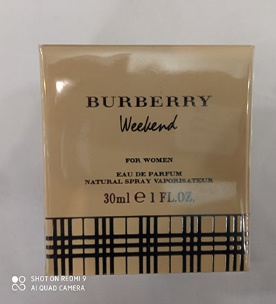 BURBERRY
Weekend
FOR WOMEN
EAU DE PARFUM
NATURAL SPRAY VAPORISATEUR
30ml e 1 FL.OZ.
SHOT ON REDMI 9
AI QUAD CAMERA